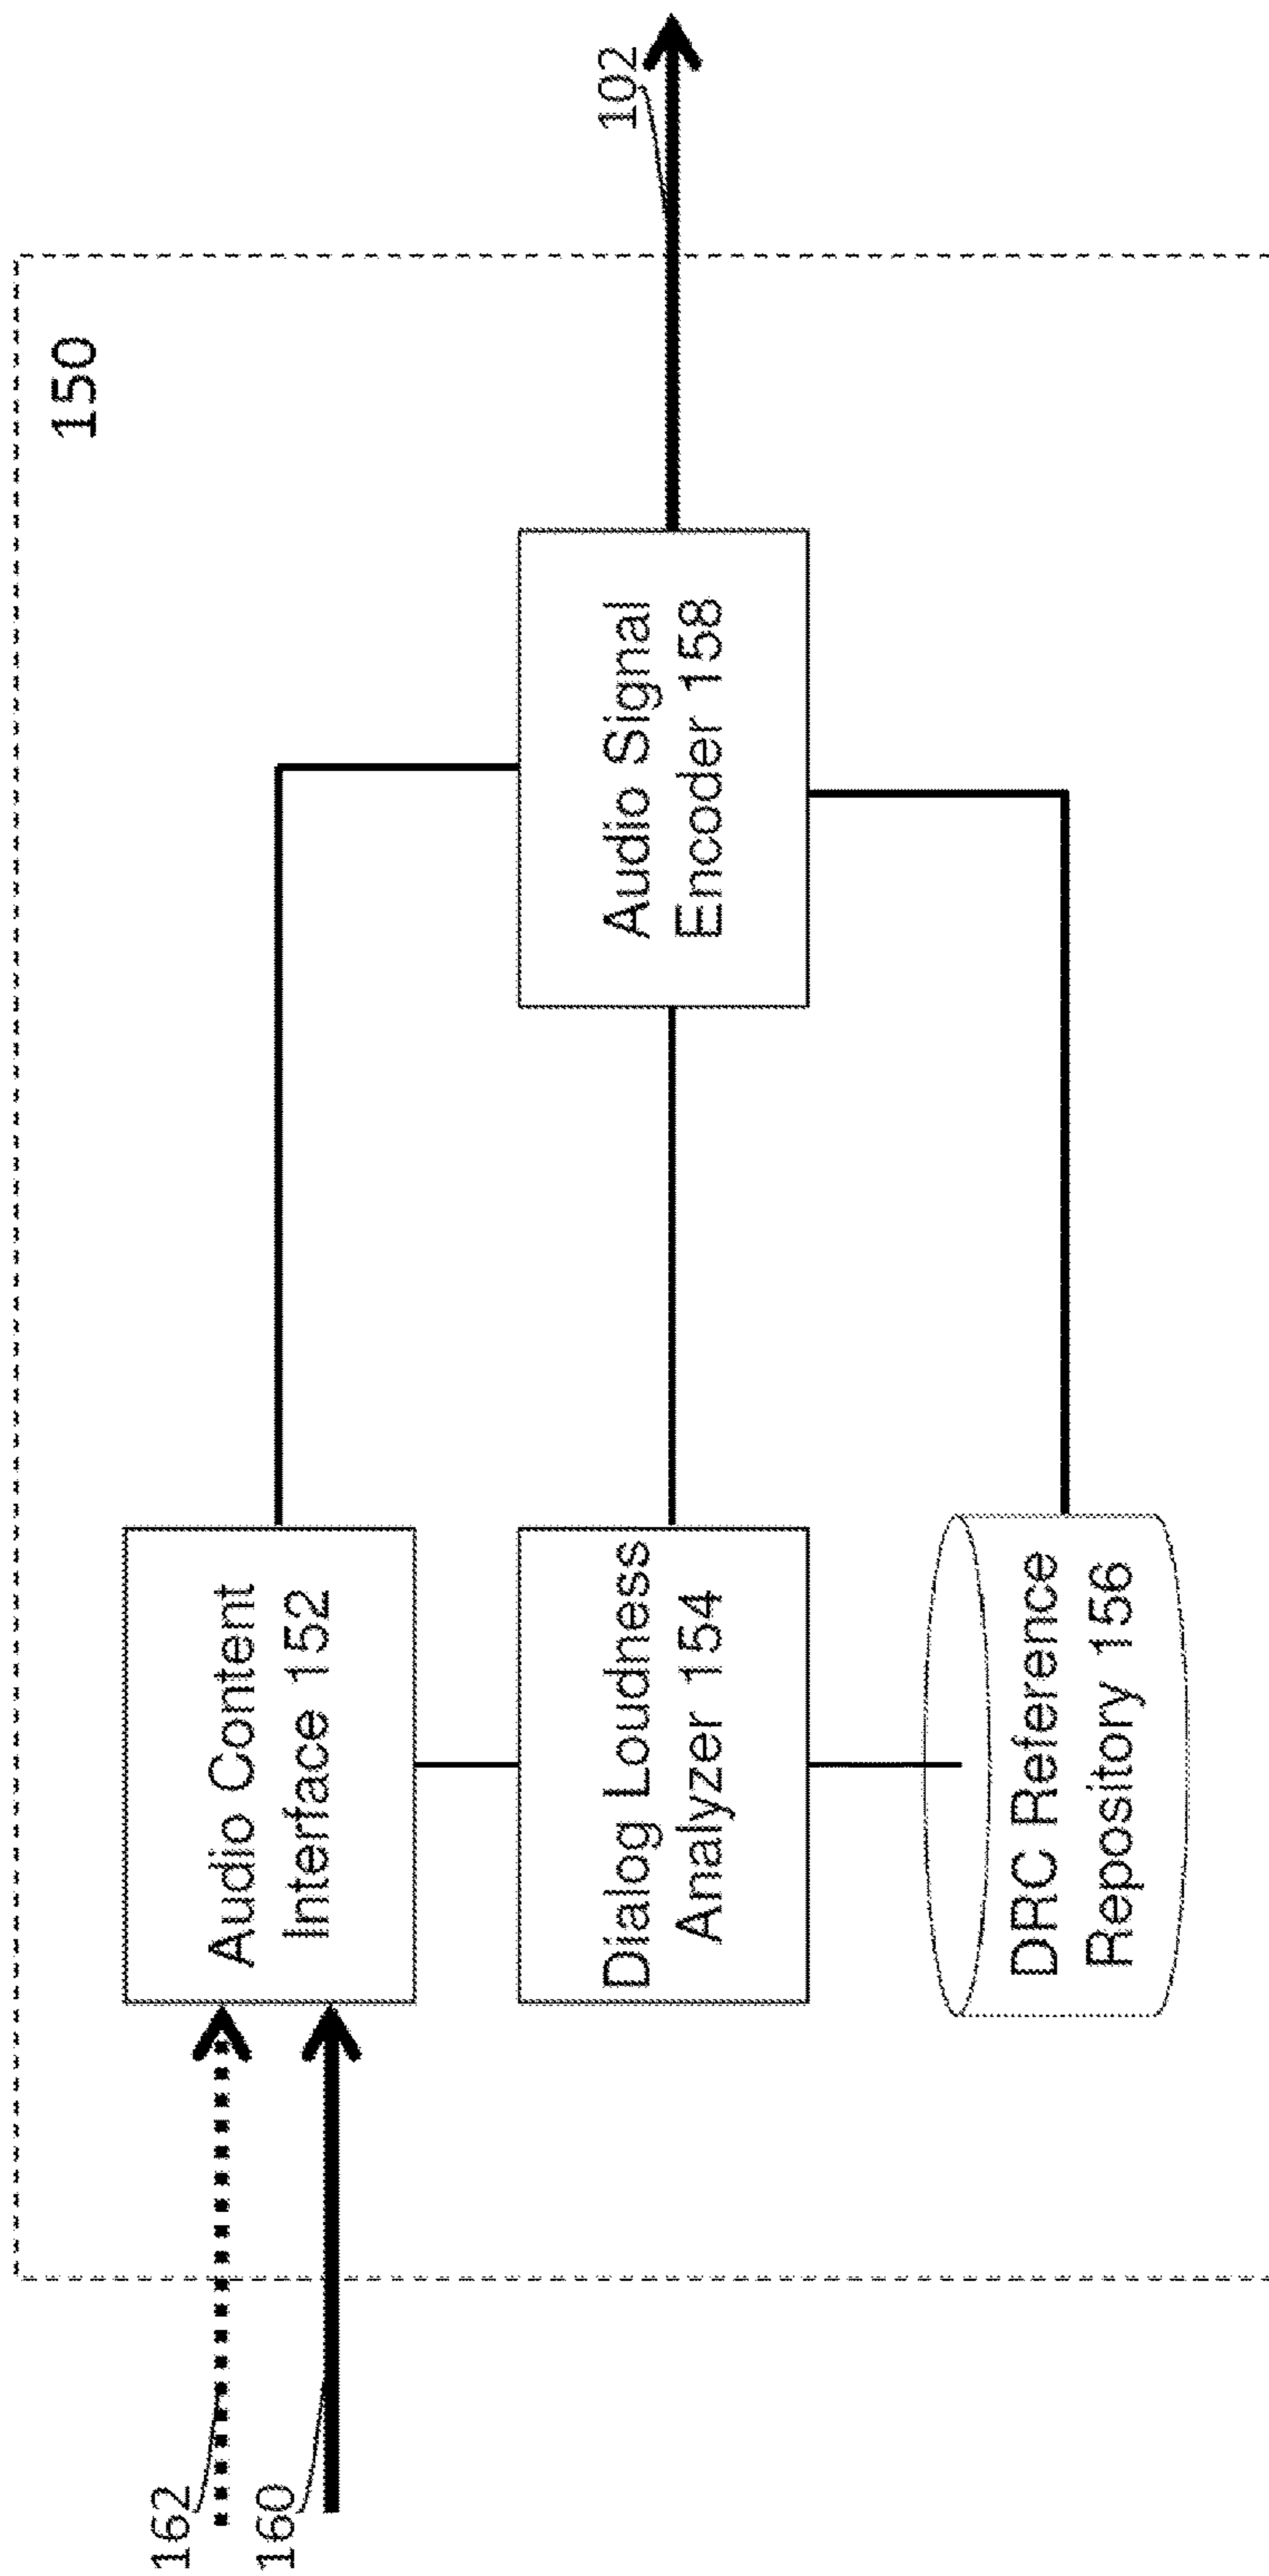 150
162
160
Audio Content
Interface 152
Dialog Loudness
Analyzer 154
DRC Reference
Repository 156
Audio Signal
Encoder 158
102